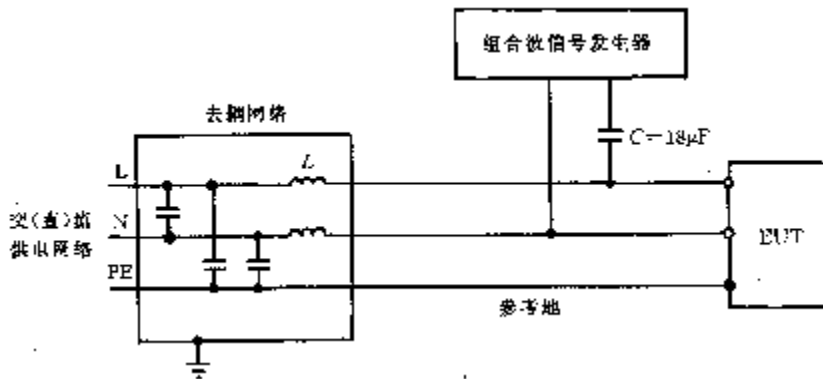 组合波信号发生器
去耦网络
C=18μF
L
L
N
交(直)流
供电网络
PE
EUT
参考地